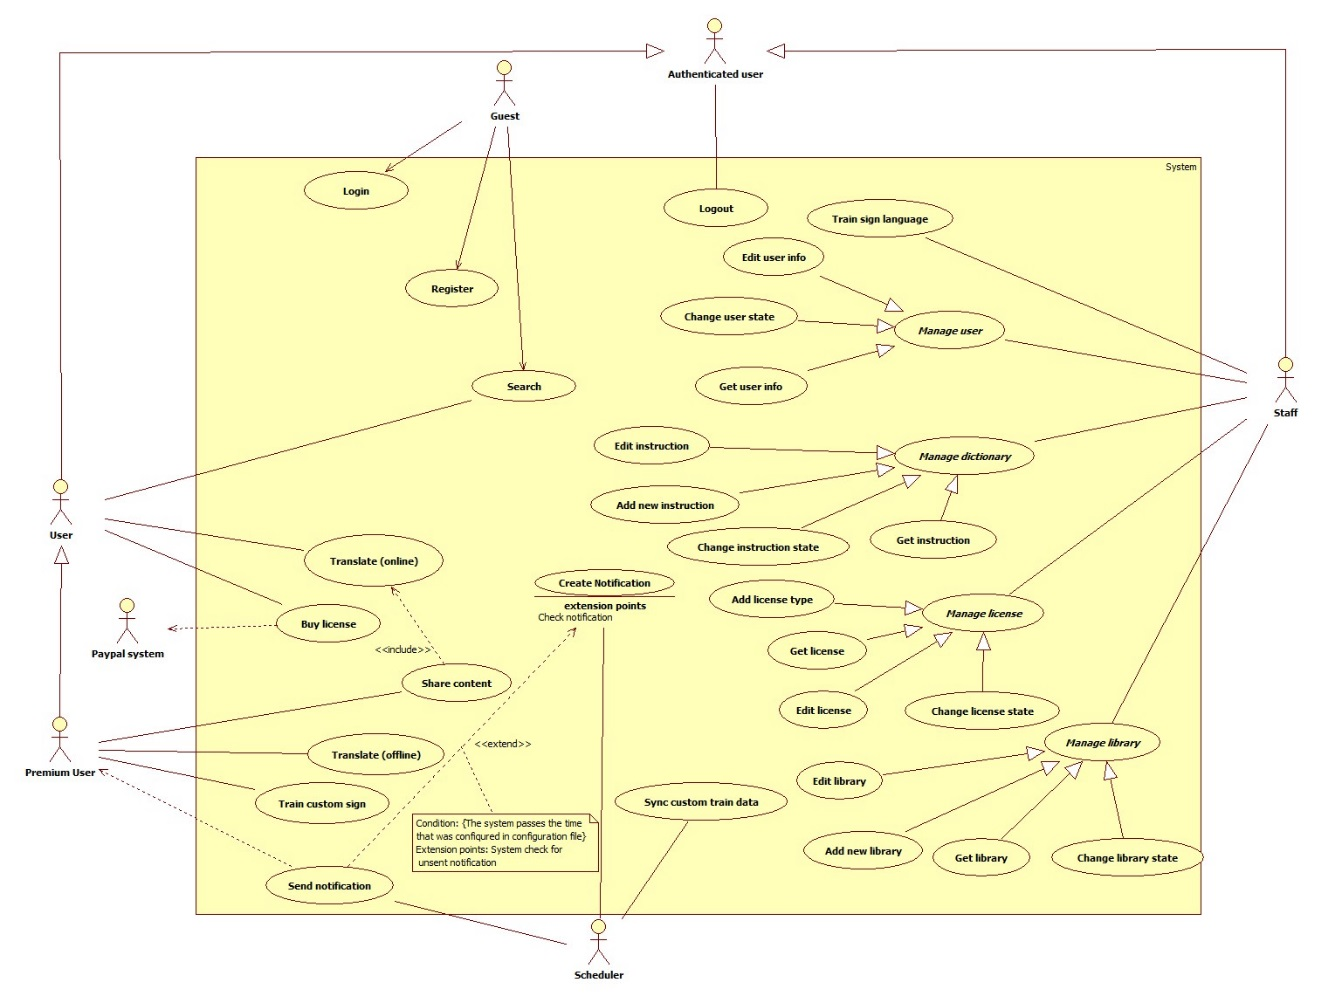 Authenticated user
Guest
System
Login
Logout
Train sign language
Edit user info
Register
Change user state
Manage user
Search
Get user info
Staff
Edit instruction
Manage dictionary
Add new instruction
User
Get instruction
Change instruction state
Translate (online)
Create Notification
extension points
Check notification
Add license type
Manage license
Buy license
Paypal system
<<include>>
Get license
Share content
Edit license
Change license state
<<extend>>
Manage library
Translate (offline)
Premium User
Edit library
Train custom sign
Sync custom train data
Condition: {The system passes the time
that was configured in configuration file}
Extension points: System check for
unsent notification
Add new library
Get library
Change library state
Send notification
Scheduler